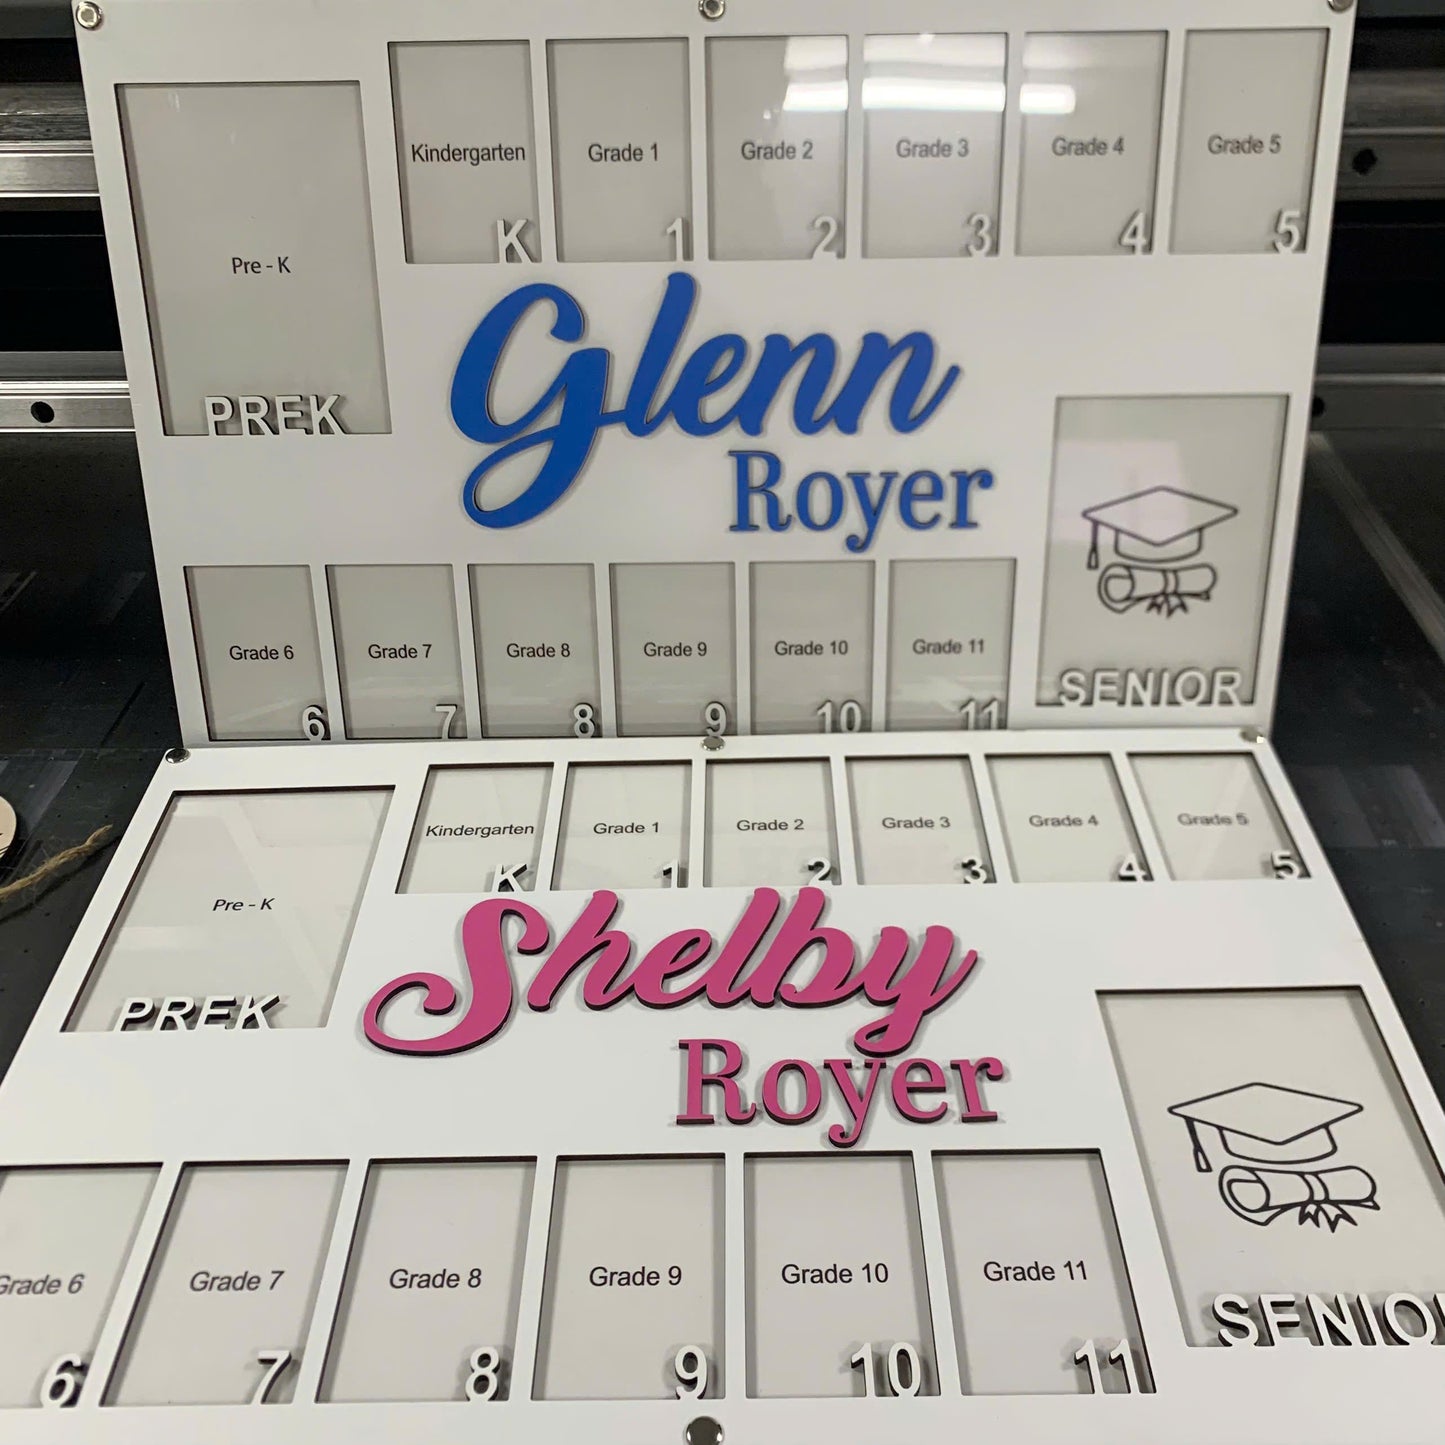 Kindergarten
Grade 1
Grade 2
Grade 3
Grade 4
Grade 5
K
1
2
3
4
5
Pre - K
PREK
Glenn
Royer
SENIOR
Grade 6
Grade 7
Grade 8
Grade 9
Grade 10
Grade 11
6
7
8
9
10
11
Kindergarten
Grade 1
Grade 2
Grade 3
Grade 4
Grade 5
K
1
2
3
4
5
Pre - K
PREK
Shelby
Royer
Grade 6
Grade 7
Grade 8
Grade 9
Grade 10
Grade 11
6
7
8
9
10
11
SENIOR